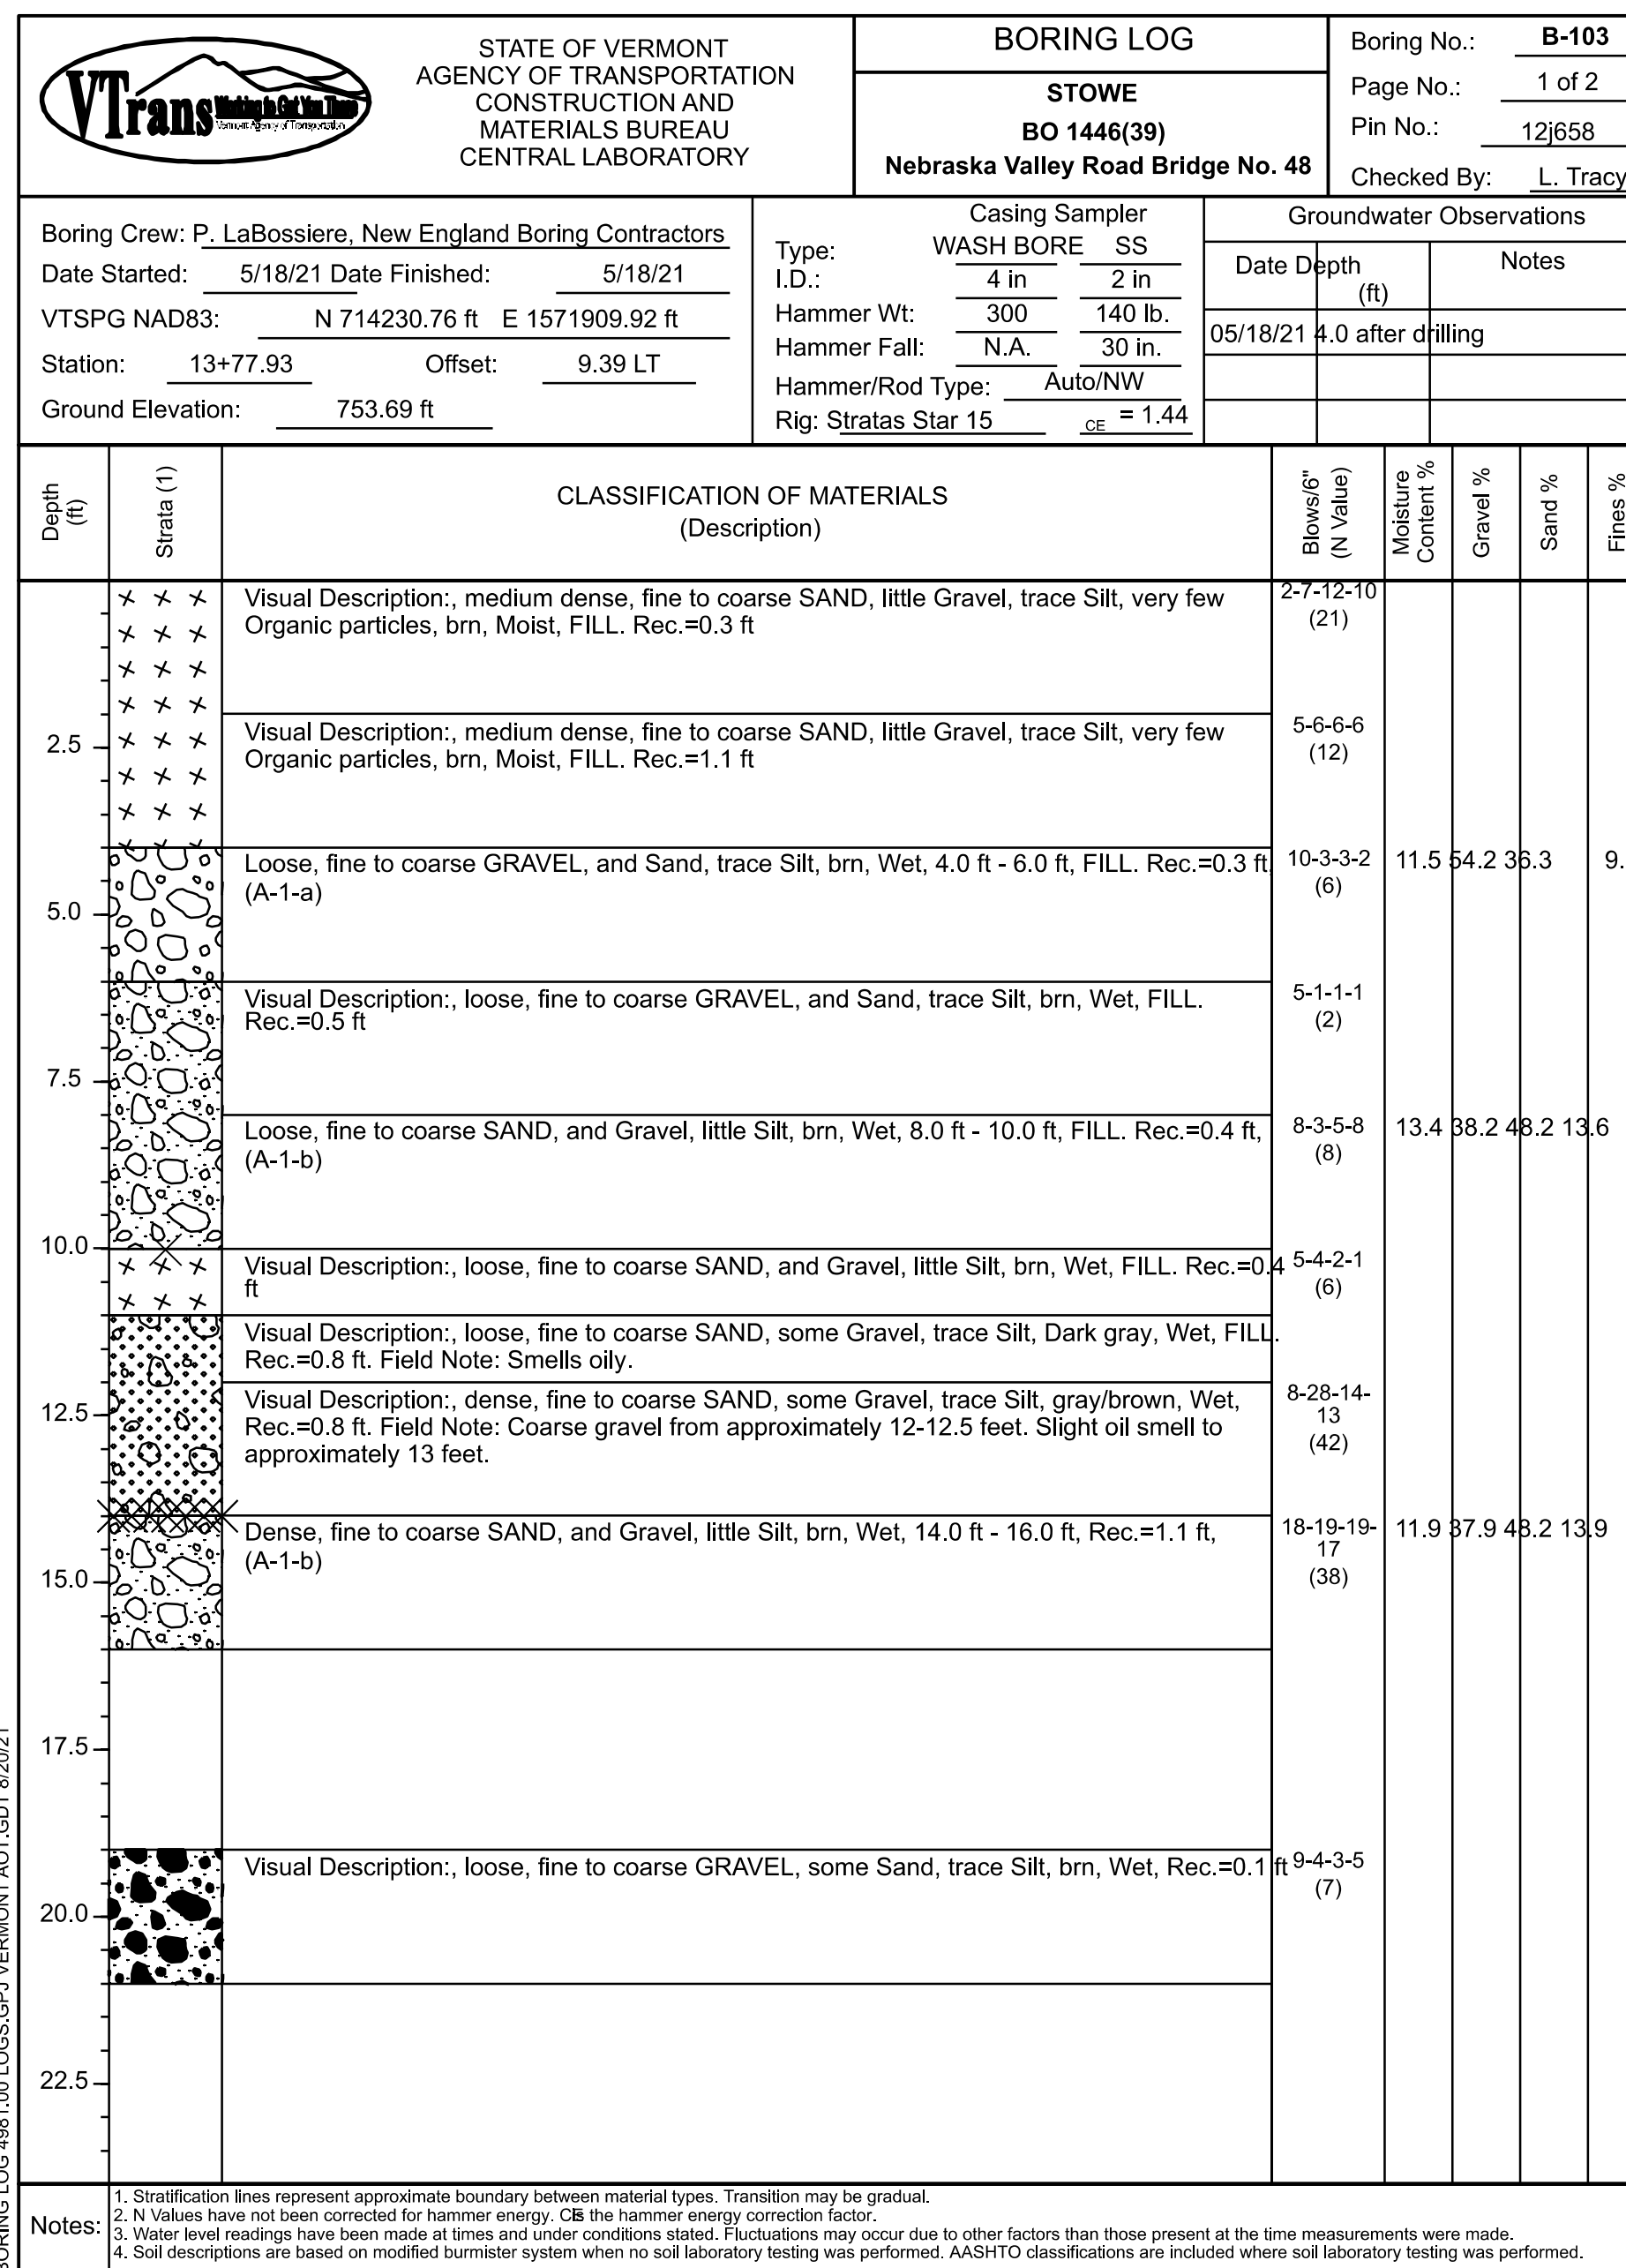 VTrans Working to Get You There
Vermont Agency of Transportation
STATE OF VERMONT
AGENCY OF TRANSPORTATION
CONSTRUCTION AND
MATERIALS BUREAU
CENTRAL LABORATORY
BORING LOG
STOWE
BO 1446(39)
Nebraska Valley Road Bridge No. 48
Boring No.: B-103
Page No.: 1 of 2
Pin No.: 12j658
Checked By: L. Tracy
Boring Crew: P. LaBossiere, New England Boring Contractors
Date Started: 5/18/21 Date Finished: 5/18/21
VTSPG NAD83: N 714230.76 ft E 1571909.92 ft
Station: 13+77.93 Offset: 9.39 LT
Ground Elevation: 753.69 ft
Casing Sampler
Type: WASH BORE SS
I.D.: 4 in 2 in
Hammer Wt: 300 140 lb.
Hammer Fall: N.A. 30 in.
Hammer/Rod Type: Auto/NW
Rig: Stratas Star 15 CE = 1.44
Groundwater Observations
Date Depth Notes
(ft)
05/18/21 4.0 after drilling
Depth
(ft)
Strata (1)
CLASSIFICATION OF MATERIALS
(Description)
Blows/6"
(N Value)
Moisture
Content %
Gravel %
Sand %
Fines %
Visual Description:, medium dense, fine to coarse SAND, little Gravel, trace Silt, very few
Organic particles, brn, Moist, FILL. Rec.=0.3 ft
2-7-12-10
(21)
2.5
Visual Description:, medium dense, fine to coarse SAND, little Gravel, trace Silt, very few
Organic particles, brn, Moist, FILL. Rec.=1.1 ft
5-6-6-6
(12)
Loose, fine to coarse GRAVEL, and Sand, trace Silt, brn, Wet, 4.0 ft - 6.0 ft, FILL. Rec.=0.3 ft,
(A-1-a)
10-3-3-2
(6)
11.5 54.2 36.3 9.
5.0
Visual Description:, loose, fine to coarse GRAVEL, and Sand, trace Silt, brn, Wet, FILL.
Rec.=0.5 ft
5-1-1-1
(2)
7.5
Loose, fine to coarse SAND, and Gravel, little Silt, brn, Wet, 8.0 ft - 10.0 ft, FILL. Rec.=0.4 ft,
(A-1-b)
8-3-5-8
(8)
13.4 38.2 48.2 13.6
10.0
Visual Description:, loose, fine to coarse SAND, and Gravel, little Silt, brn, Wet, FILL. Rec.=0.4
ft
5-4-2-1
(6)
Visual Description:, loose, fine to coarse SAND, some Gravel, trace Silt, Dark gray, Wet, FILL.
Rec.=0.8 ft. Field Note: Smells oily.
12.5
Visual Description:, dense, fine to coarse SAND, some Gravel, trace Silt, gray/brown, Wet,
Rec.=0.8 ft. Field Note: Coarse gravel from approximately 12-12.5 feet. Slight oil smell to
approximately 13 feet.
8-28-14-
13
(42)
Dense, fine to coarse SAND, and Gravel, little Silt, brn, Wet, 14.0 ft - 16.0 ft, Rec.=1.1 ft,
(A-1-b)
18-19-19-
17
(38)
11.9 37.9 48.2 13.9
15.0
17.5
Visual Description:, loose, fine to coarse GRAVEL, some Sand, trace Silt, brn, Wet, Rec.=0.1 ft
9-4-3-5
(7)
20.0
22.5
BORING LOG 4981.00 LOGS.GPJ VERMONT AOT.GDT 8/20/21
Notes:
1. Stratification lines represent approximate boundary between material types. Transition may be gradual.
2. N Values have not been corrected for hammer energy. CE is the hammer energy correction factor.
3. Water level readings have been made at times and under conditions stated. Fluctuations may occur due to other factors than those present at the time measurements were made.
4. Soil descriptions are based on modified burmister system when no soil laboratory testing was performed. AASHTO classifications are included where soil laboratory testing was performed.